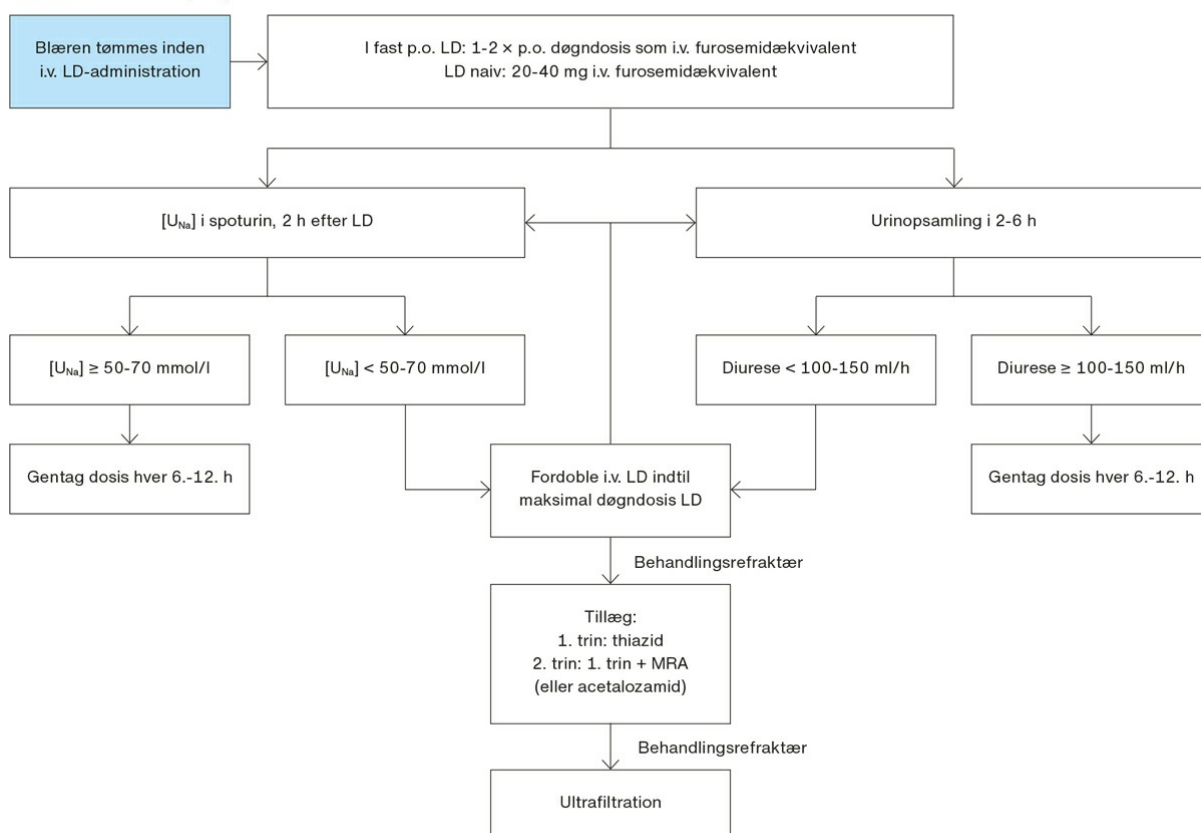 Blæren tømmes inden
i.v. LD-administration
I fast p.o. LD: 1-2 × p.o. døgndosis som i.v. furosemidækvivalent
LD naiv: 20-40 mg i.v. furosemidækvivalent
[UNa] i spoturin, 2 h efter LD
Urinopsamling i 2-6 h
[UNa] ≥ 50-70 mmol/l
[UNa] < 50-70 mmol/l
Diurese < 100-150 ml/h
Diurese ≥ 100-150 ml/h
Gentag dosis hver 6.-12. h
Fordoble i.v. LD indtil
maksimal døgndosis LD
Gentag dosis hver 6.-12. h
Behandlingsrefraktær
Tillæg:
1. trin: thiazid
2. trin: 1. trin + MRA
(eller acetalozamid)
Behandlingsrefraktær
Ultrafiltration